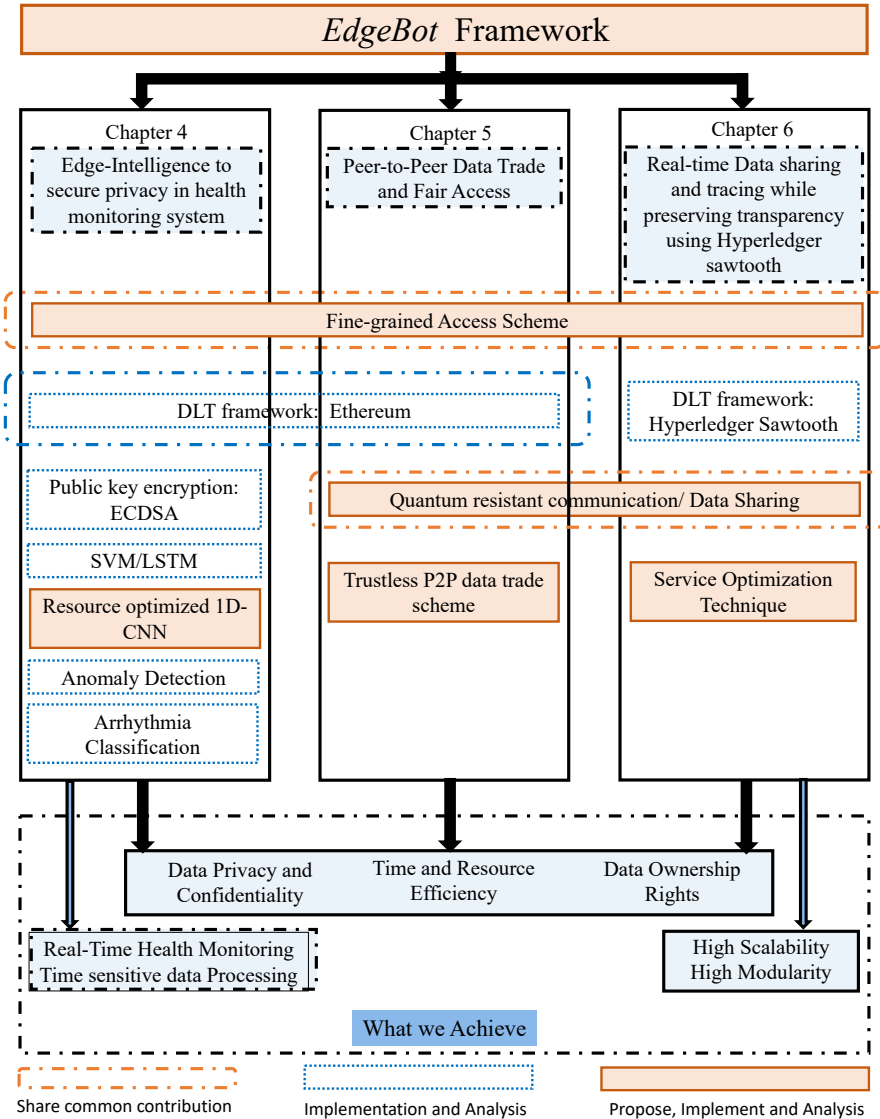 EdgeBot Framework
Chapter 4
Edge-Intelligence to
secure privacy in health
monitoring system
Chapter 5
Peer-to-Peer Data Trade
and Fair Access
Chapter 6
Real-time Data sharing
and tracing while
preserving transparency
using Hyperledger
sawtooth
Fine-grained Access Scheme
DLT framework: Ethereum
DLT framework:
Hyperledger Sawtooth
Public key encryption:
ECDSA
Quantum resistant communication/ Data Sharing
SVM/LSTM
Resource optimized 1D-
CNN
Trustless P2P data trade
scheme
Service Optimization
Technique
Anomaly Detection
Arrhythmia
Classification
Data Privacy and
Confidentiality
Time and Resource
Efficiency
Data Ownership
Rights
Real-Time Health Monitoring
Time sensitive data Processing
High Scalability
High Modularity
What we Achieve
Share common contribution
Implementation and Analysis
Propose, Implement and Analysis